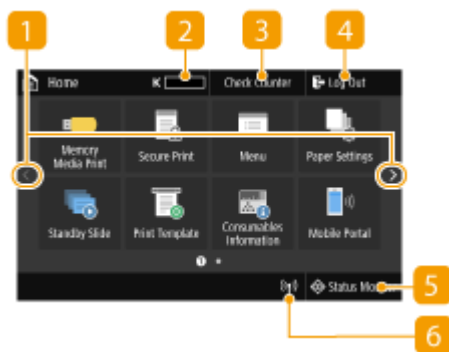 1 2 3 4
Home K Check Counter Log Out
Memory Media Print
Secure Print
Menu
Paper Settings
Standby Slide
Print Template
Consumables Information
Mobile Portal
1
Status
5
6